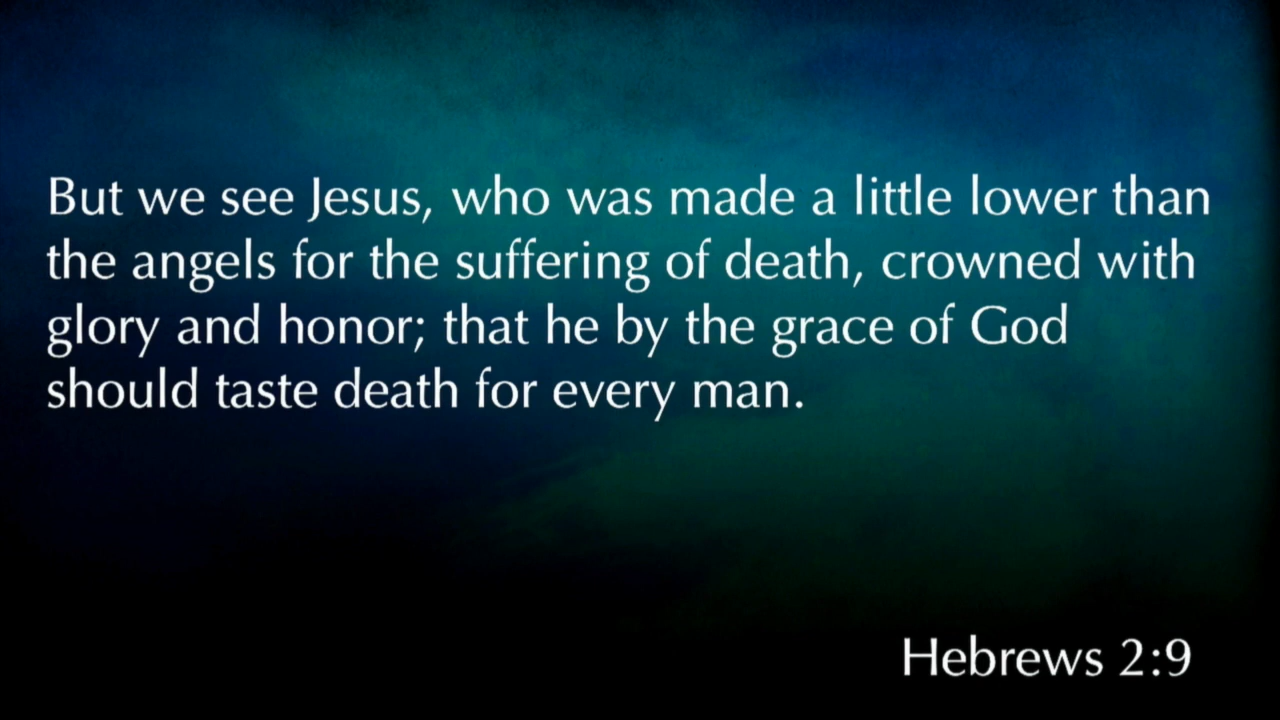 But we see Jesus, who was made a little lower than
the angels for the suffering of death, crowned with
glory and honor; that he by the grace of God
should taste death for every man.
Hebrews 2:9